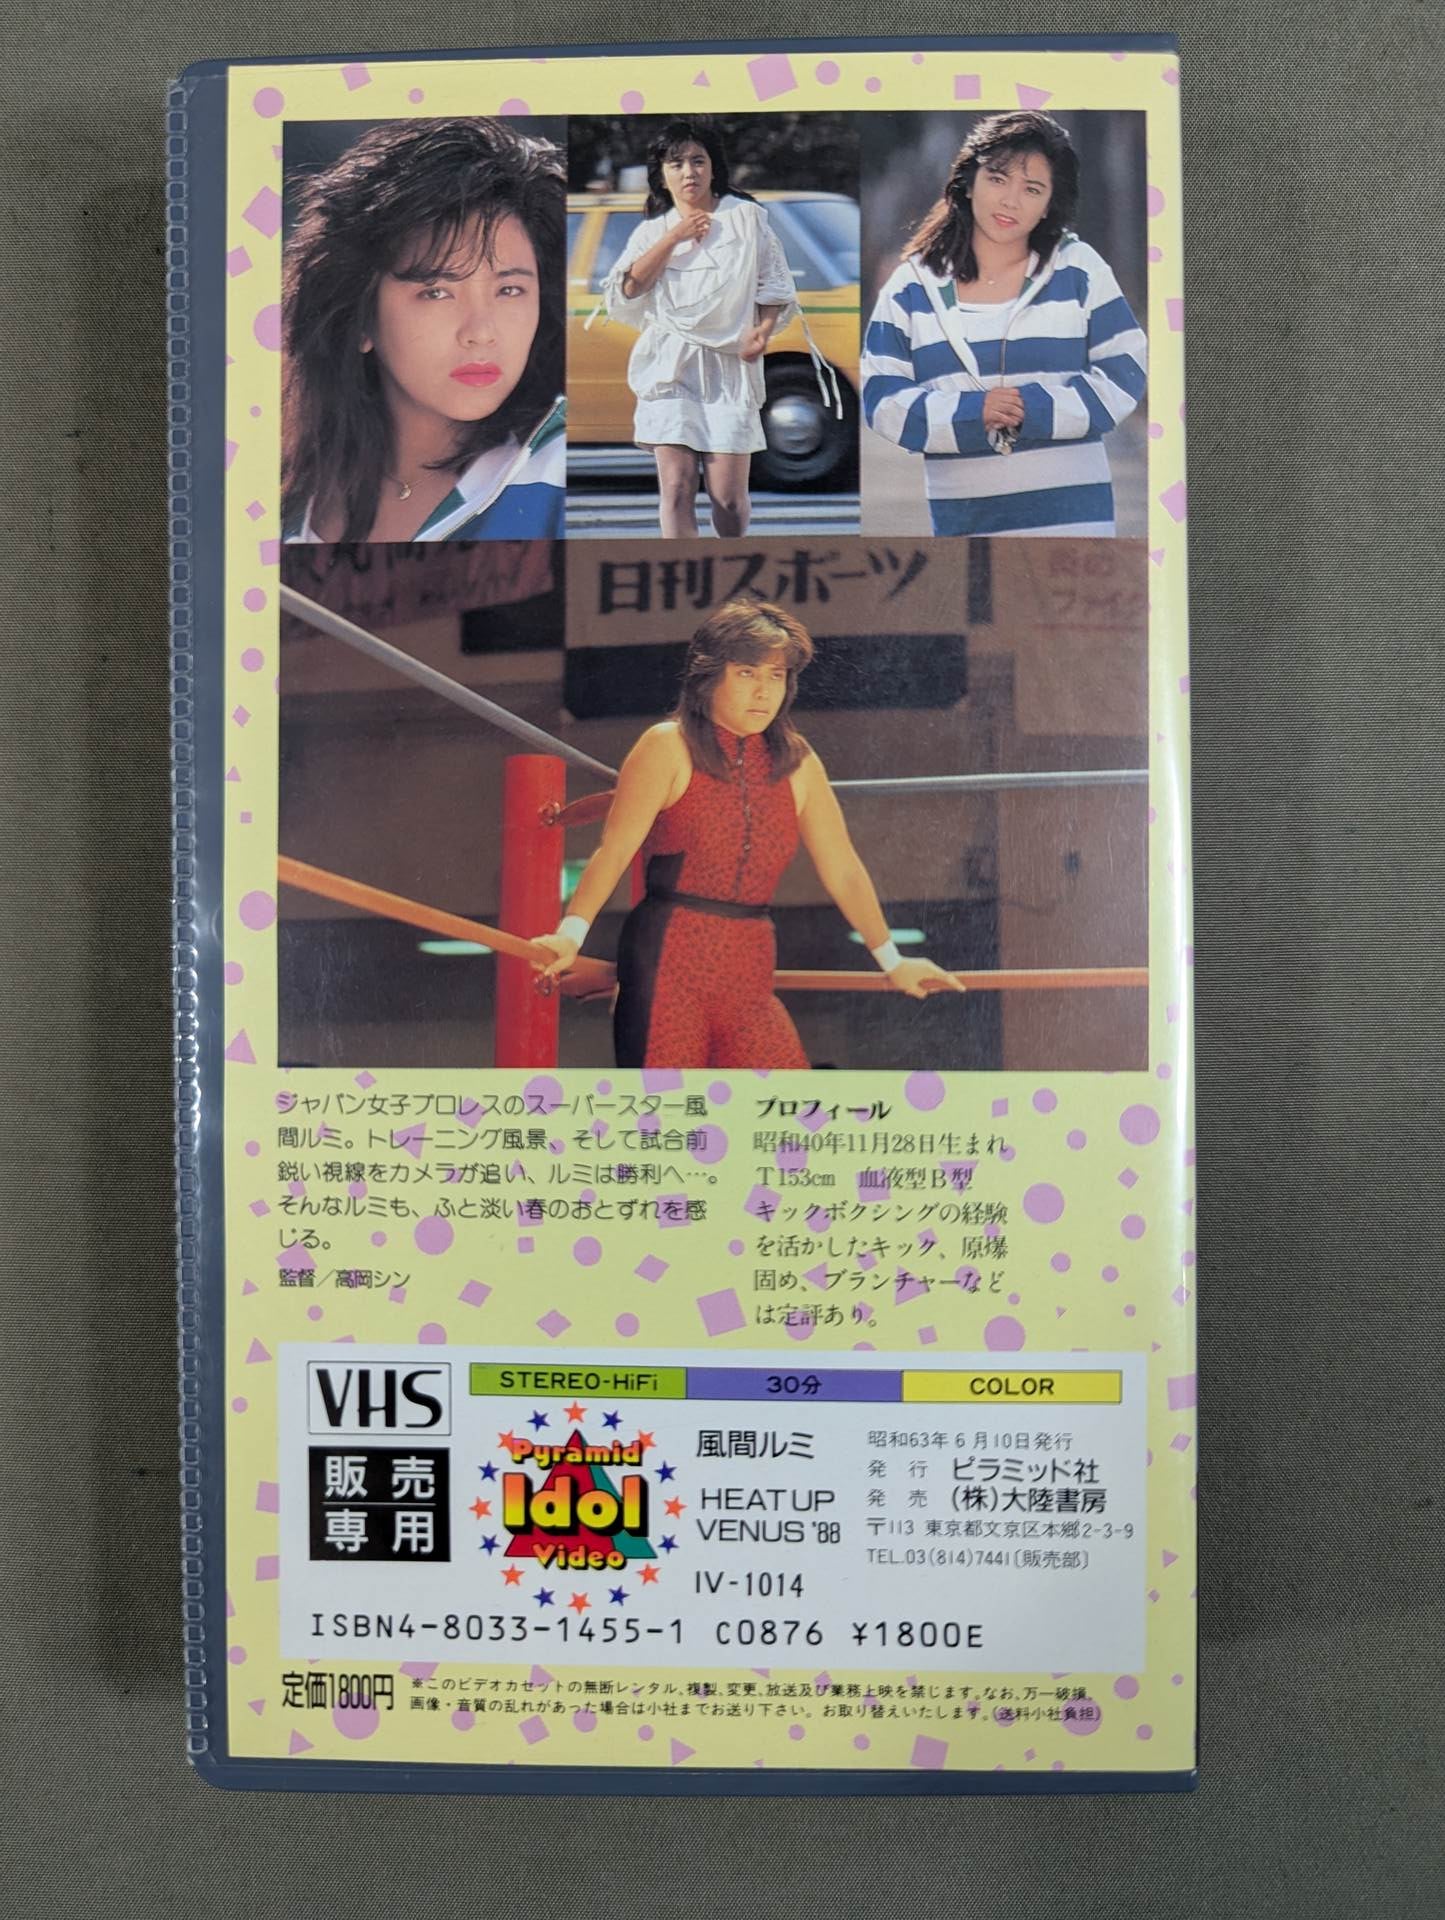 日刊スポーツ
炎の
ファイタ
ジャパン女子プロレスのスーパースター風
間ルミ。トレーニング風景、そして試合前
鋭い視線をカメラが追い、ルミは勝利へ…。
そんなルミも、ふと淡い春のおとずれを感
じる。
監督／高岡シン
プロフィール
昭和40年11月28日生まれ
T153cm 血液型B型
キックボクシングの経験
を活かしたキック、原爆
固め、プランチャーなど
は定評あり。
VHS
販売
専用
STEREO-HiFi 30分 COLOR
Pyramid
Idol
Video
風間ルミ
HEAT UP
VENUS '88
IV-1014
昭和63年6月10日発行
発行 ピラミッド社
発売 (株)大陸書房
〒113 東京都文京区本郷2-3-9
TEL.03(814)7441〔販売部〕
ISBN4-8033-1455-1 C0876 ¥1800E
定価1800円
※このビデオカセットの無断レンタル、複製、変更、放送及び業務上映を禁じます。なお、万一破損、
画像・音質の乱れがあった場合は小社までお送り下さい。お取り替えいたします。(送料小社負担)